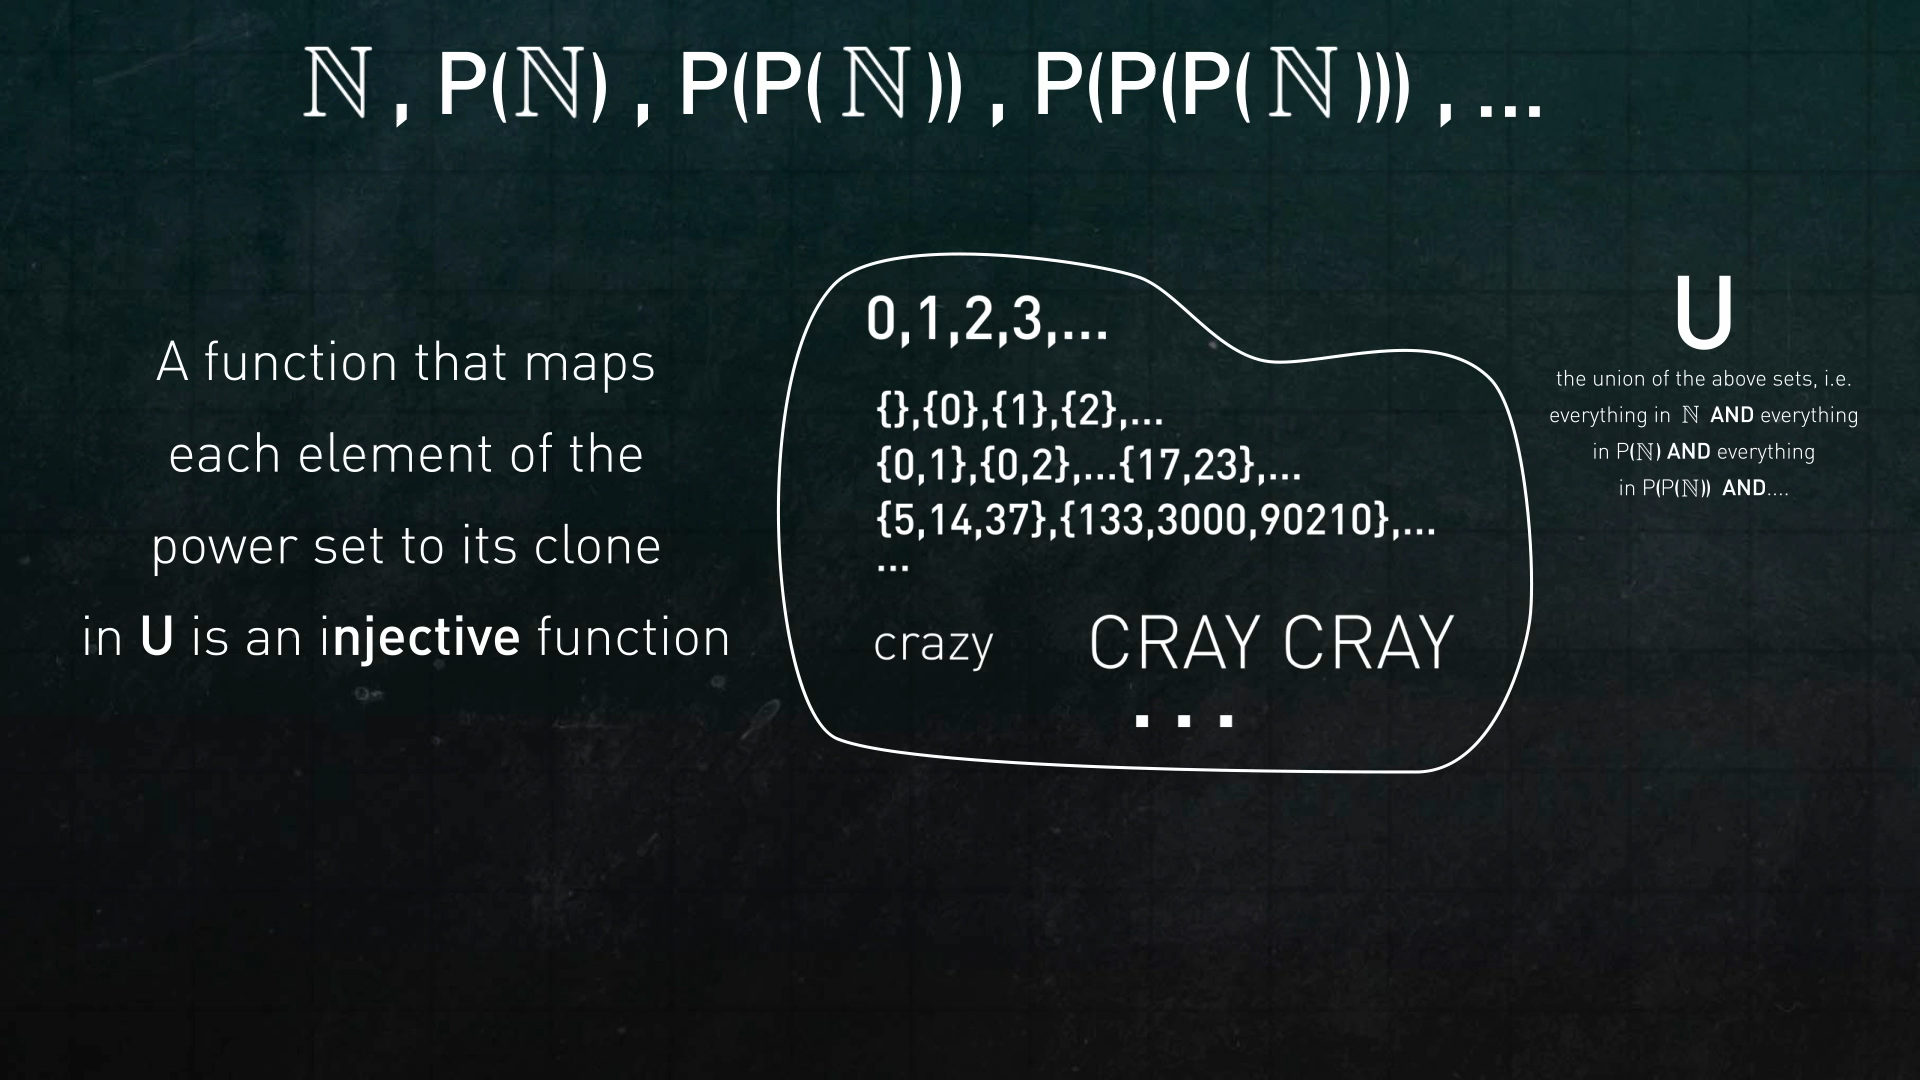 ℕ , P(ℕ) , P(P( ℕ )) , P(P(P( ℕ ))) , ...
A function that maps
each element of the
power set to its clone
in U is an injective function
0,1,2,3,...
{},{0},{1},{2},...
{0,1},{0,2},...{17,23},...
{5,14,37},{133,3000,90210},....
...
crazy CRAY CRAY
...
U
the union of the above sets, i.e.
everything in ℕ AND everything
in P(ℕ) AND everything
in P(P(ℕ)) AND....